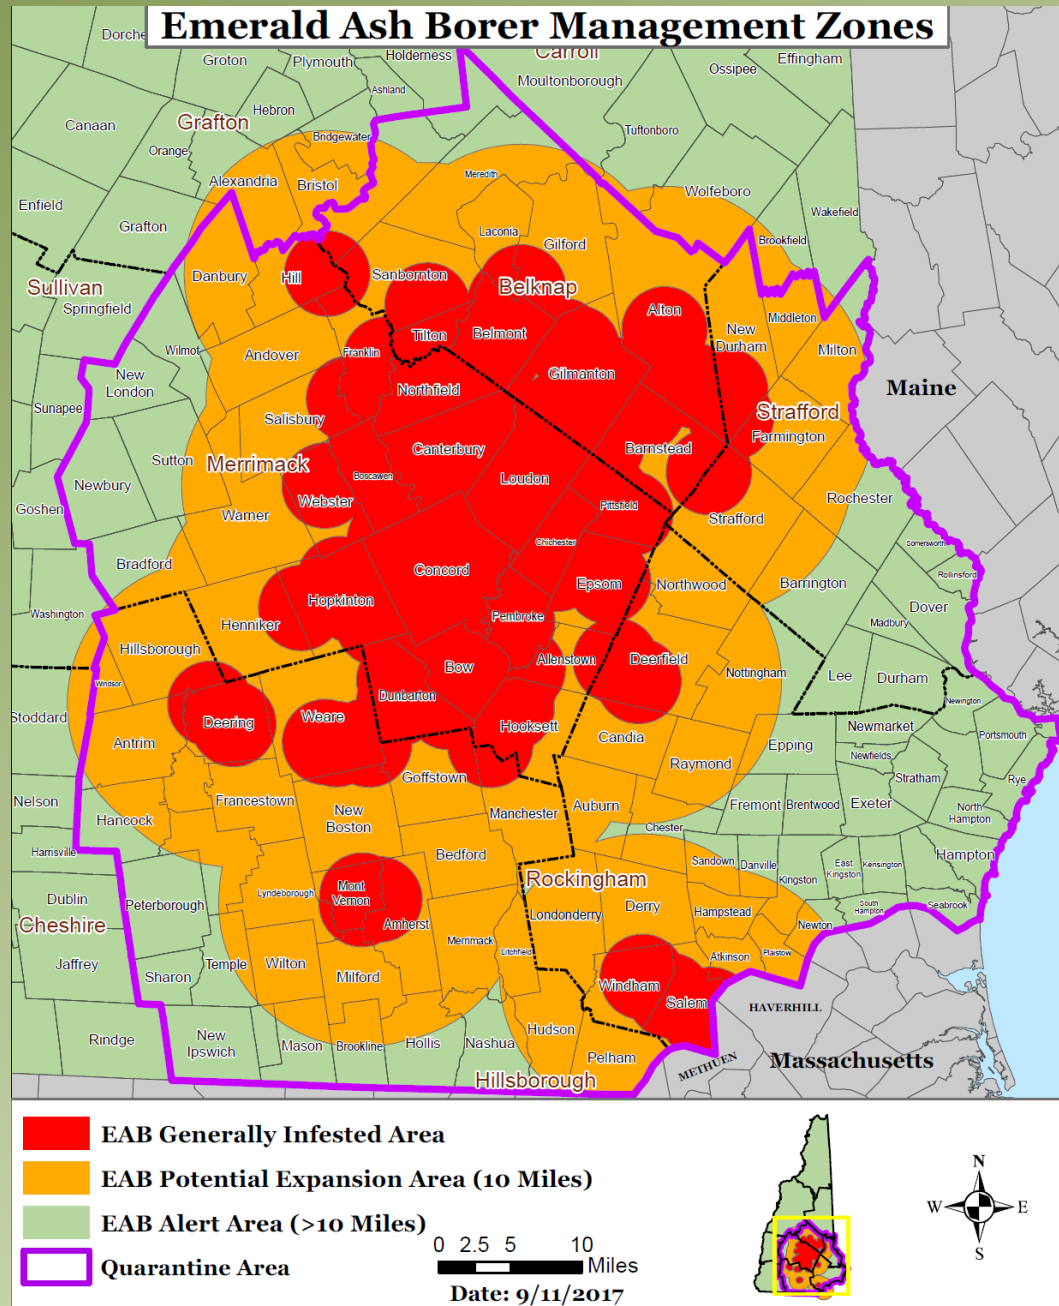 Emerald Ash Borer Management Zones
Dorche
Groton
Plymouth
Holderness
Carroll
Effingham
Ossipee
Moultonborough
Ashland
Hebron
Canaan
Grafton
Tuftonboro
Bridgewater
Orange
Alexandria
Bristol
Meredith
Wolfeboro
Enfield
Wakefield
Grafton
Laconia
Gilford
Brookfield
Danbury
Hill
Sanbornton
Sullivan
Belknap
Springfield
Alton
Middleton
Tilton
Belmont
New
Durham
Wilmot
Andover
Franklin
Milton
New
London
Gilmanton
Northfield
Maine
Sunapee
Salisbury
Strafford
Farmington
Canterbury
Barnstead
Sutton
Merrimack
Boscawen
Loudon
Newbury
Webster
Rochester
Goshen
Warner
Pittsfield
Strafford
Somersworth
Chichester
Bradford
Concord
Epsom
Northwood
Barrington
Rollinsford
Hopkinton
Dover
Washington
Henniker
Pembroke
Madbury
Hillsborough
Bow
Allenstown
Deerfield
Nottingham
Lee
Durham
Windsor
Dunbarton
Newington
Stoddard
Deering
Weare
Hooksett
Newmarket
Portsmouth
Antrim
Candia
Epping
Newfields
Raymond
Goffstown
Stratham
Rye
Nelson
Francestown
Hancock
New
Boston
Manchester
Auburn
Fremont
Brentwood
Exeter
North
Hampton
Chester
Harrisville
Bedford
Sandown
Danville
East
Kingston
Kensington
Hampton
Kingston
Rockingham
Dublin
Peterborough
Lyndeborough
Mont
Vernon
Derry
Hampstead
South
Hampton
Seabrook
Cheshire
Amherst
Londonderry
Newton
Merrimack
Litchfield
Atkinson
Plaistow
Jaffrey
Sharon
Temple
Wilton
Milford
Windham
Salem
HAVERHILL
Rindge
New
Ipswich
Mason
Brookline
Hollis
Nashua
Hudson
Pelham
METHUEN
Massachusetts
Hillsborough
EAB Generally Infested Area
EAB Potential Expansion Area (10 Miles)
EAB Alert Area (>10 Miles)
Quarantine Area
0 2.5 5 10
Miles
Date: 9/11/2017
N
W E
S